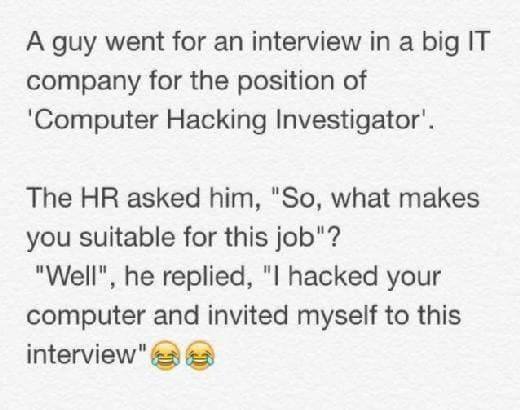 A guy went for an interview in a big IT
company for the position of
'Computer Hacking Investigator'.
The HR asked him, "So, what makes
you suitable for this job"?
"Well", he replied, "I hacked your
computer and invited myself to this
interview"😂😂